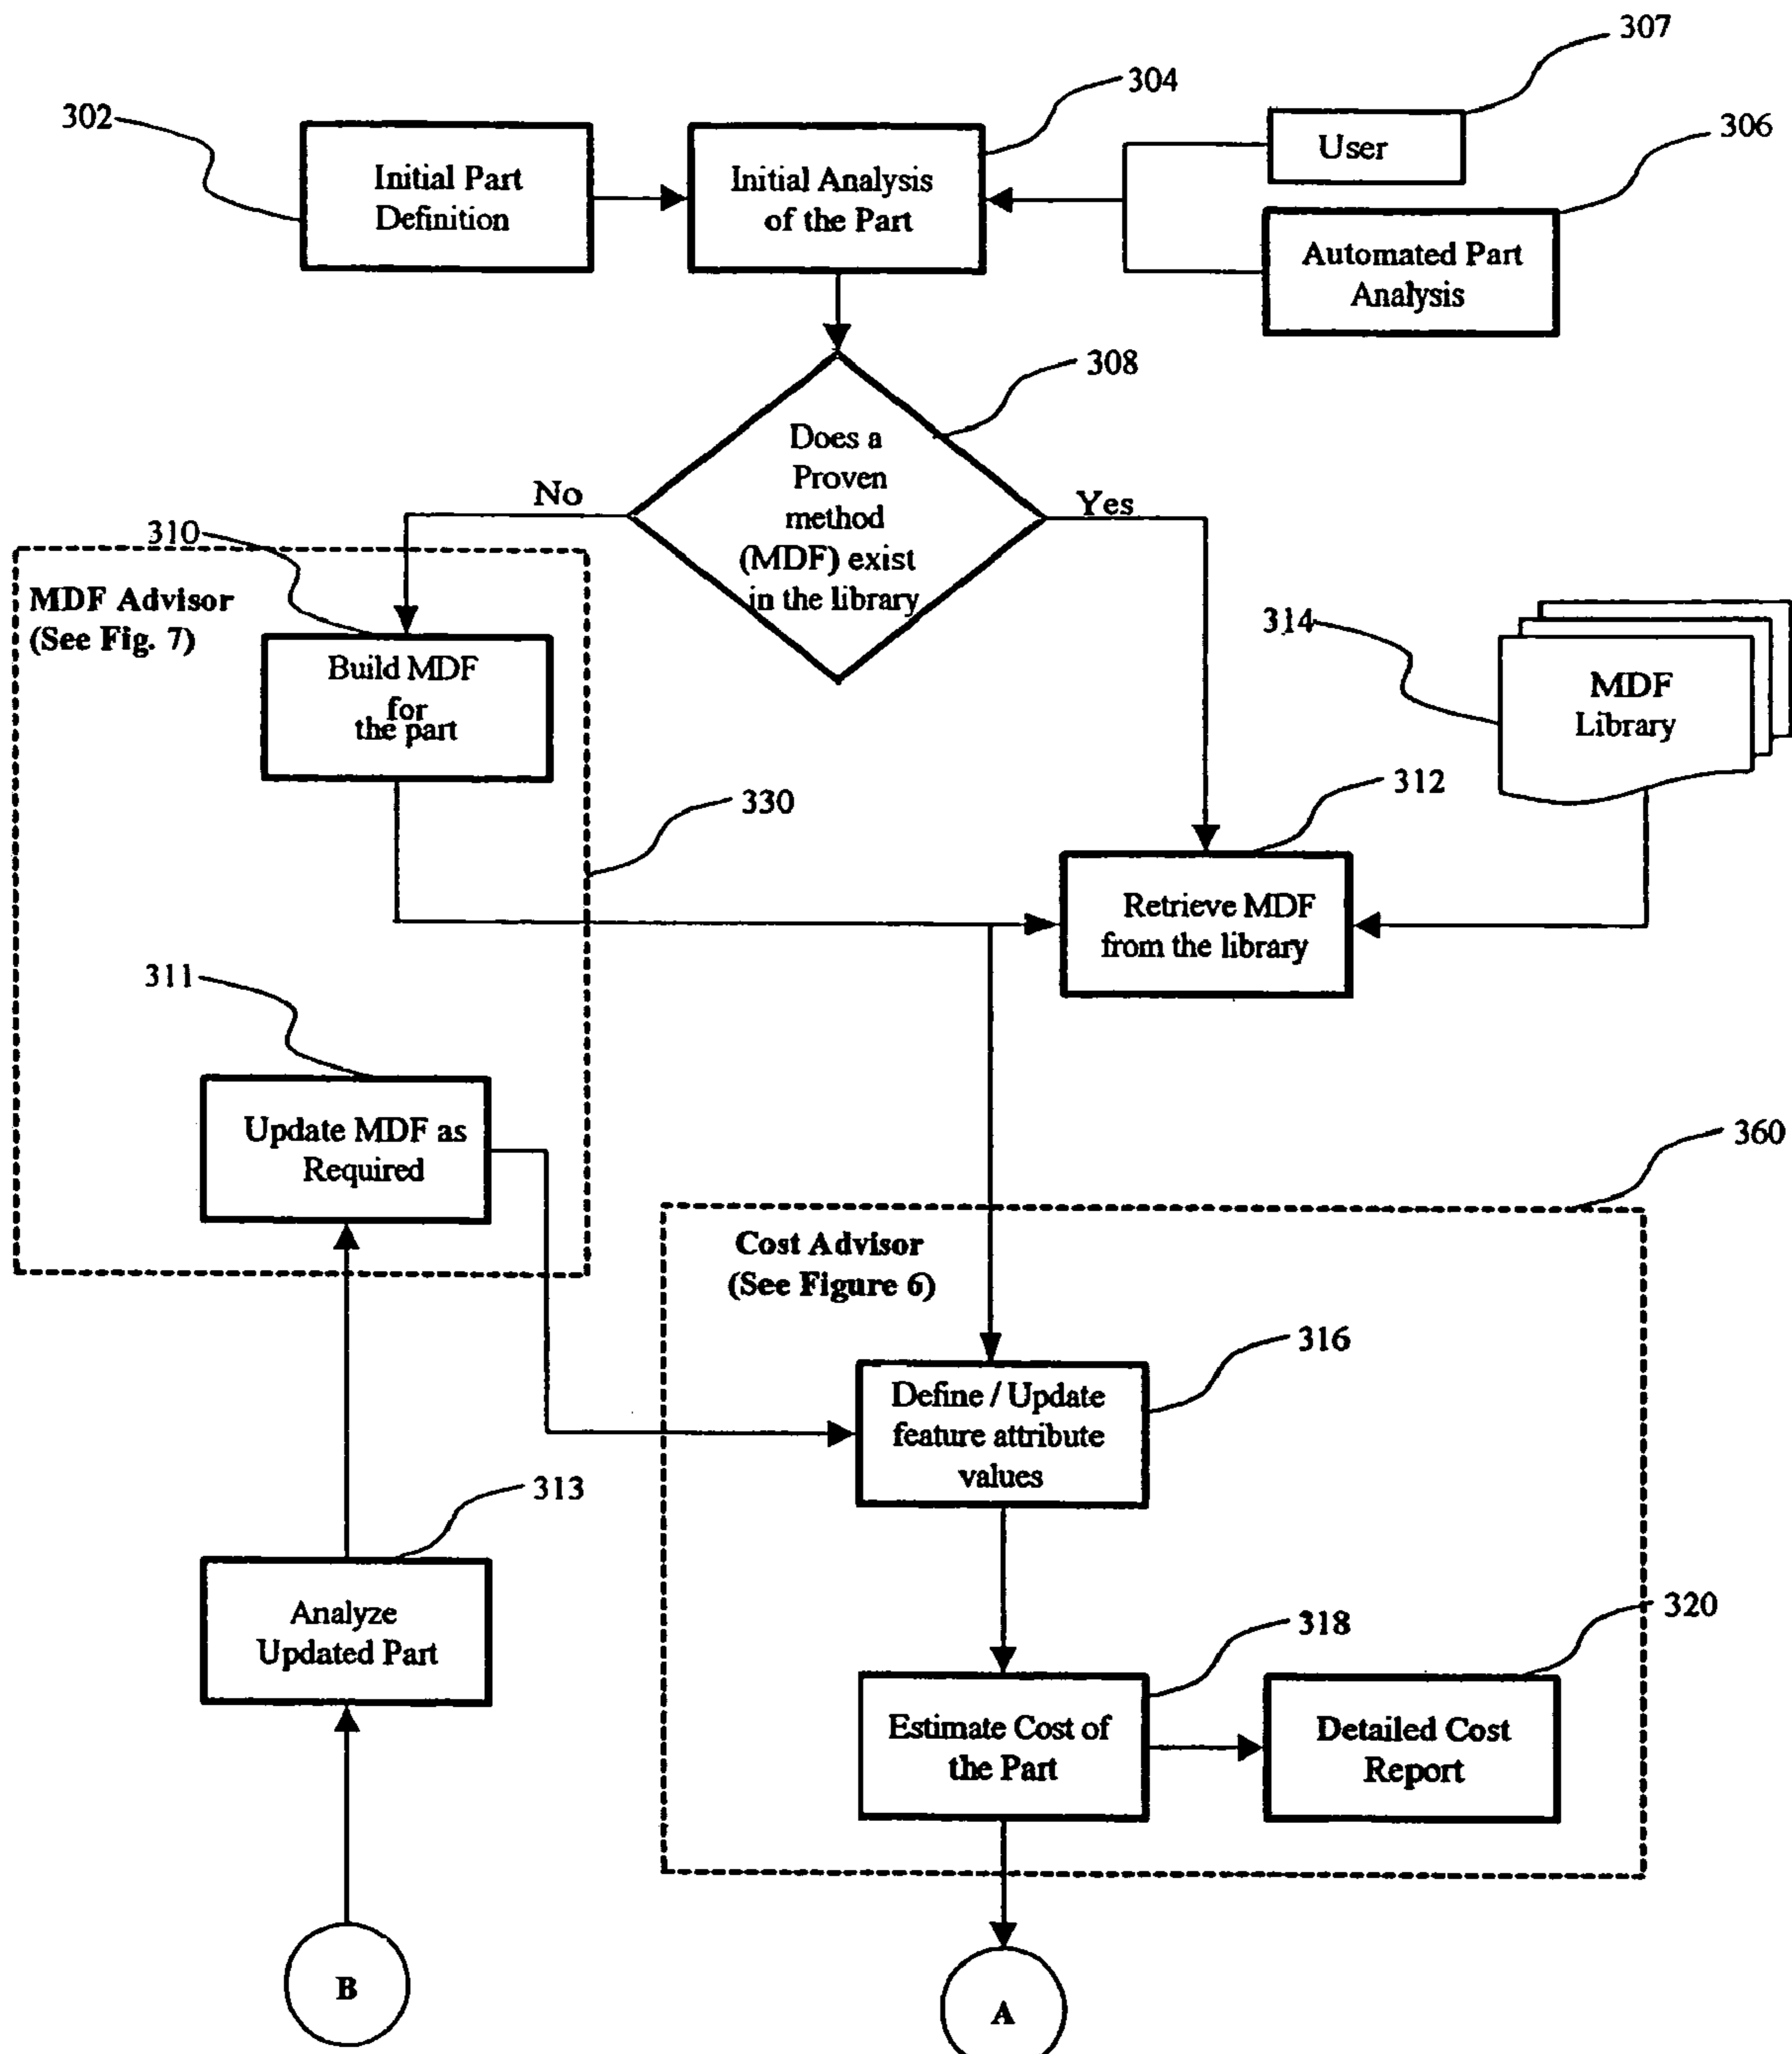 307
304
302
306
User
Initial Part
Definition
Initial Analysis
of the Part
Automated Part
Analysis
308
Does a
Proven
method
(MDF) exist
in the library
No
Yes
310
MDF Advisor
(See Fig. 7)
Build MDF
for
the part
314
MDF
Library
330
312
Retrieve MDF
from the library
311
Update MDF as
Required
360
Cost Advisor
(See Figure 6)
316
Define / Update
feature attribute
values
313
Analyze
Updated Part
318
320
Estimate Cost of
the Part
Detailed Cost
Report
B
A